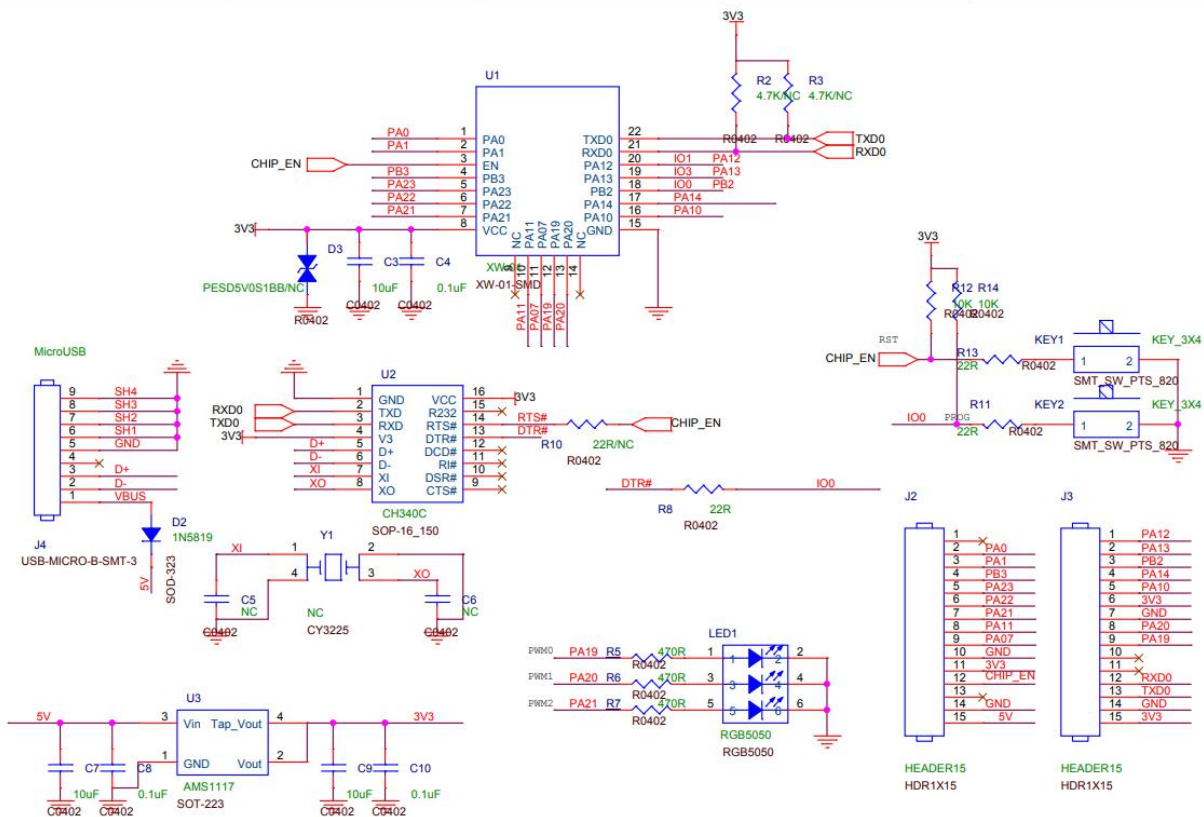 3V3
U1
R2 R3
4.7K/NC 4.7K/NC
R0402 R0402
PA0 1 PA0 TXD0 22 TXD0
PA1 2 PA1 RXD0 21 RXD0
CHIP_EN 3 EN PA12 20 IO1 PA12
PB3 4 PB3 PA13 19 IO3 PA13
PA23 5 PA23 PB2 18 IO0 PB2
PA22 6 PA22 PA14 17 PA14
PA21 7 PA21 PA10 16 PA10
3V3 8 VCC GND 15
NC PA11 PA07 PA19 PA20 NC
9 10 11 12 13 14
XW-01
XW-01-SMD
PA11 PA07 PA19 PA20
D3 C3 C4
PESD5V0S1BB/NC 10uF 0.1uF
R0402 C0402 C0402
3V3
R12 R14
10K 10K
R0402 R0402
RST
CHIP_EN R13 22R R0402
KEY1 KEY_3X4
1 2
SMT_SW_PTS_820
IO0 PROG R11 22R R0402
KEY2 KEY_3X4
1 2
SMT_SW_PTS_820
MicroUSB
9 SH4
8 SH3
7 SH2
6 SH1
5 GND
4
3 D+
2 D-
1 VBUS
J4
USB-MICRO-B-SMT-3
D2
1N5819
SOD-323
5V
U2
1 GND VCC 16 3V3
RXD0 2 TXD R232 15
TXD0 3 RXD RTS# 14 RTS#
3V3 4 V3 DTR# 13 DTR#
D+ 5 D+ DCD# 12
D- 6 D- RI# 11
XI 7 XI DSR# 10
XO 8 XO CTS# 9
CH340C
SOP-16_150
R10 22R/NC
R0402
CHIP_EN
DTR# IO0
R8 22R
R0402
XI 1 Y1 2
4 3 XO
C5 C6
NC NC NC
C0402 CY3225 C0402
LED1
PWM0 PA19 R5 470R 1 1 2 2
R0402
PWM1 PA20 R6 470R 3 3 4 4
R0402
PWM2 PA21 R7 470R 5 5 6 6
R0402
RGB5050
RGB5050
U3
5V 3 Vin Tap_Vout 4 3V3
1 GND Vout 2
AMS1117
SOT-223
C7 C8 C9 C10
10uF 0.1uF 10uF 0.1uF
C0402 C0402 C0402 C0402
J2
1
2 PA0
3 PA1
4 PB3
5 PA23
6 PA22
7 PA21
8 PA11
9 PA07
10 GND
11 3V3
12 CHIP_EN
13
14 GND
15 5V
HEADER15
HDR1X15
J3
1 PA12
2 PA13
3 PB2
4 PA14
5 PA10
6 3V3
7 GND
8 PA20
9 PA19
10
11
12 RXD0
13 TXD0
14 GND
15 3V3
HEADER15
HDR1X15